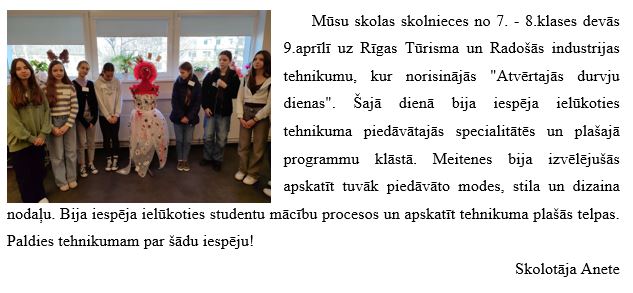 Mūsu skolas skolnieces no 7. - 8.klases devās
9.aprīlī uz Rīgas Tūrisma un Radošās industrijas
tehnikumu, kur norisinājās "Atvērtajās durvju
dienas". Šajā dienā bija iespēja ielūkoties
tehnikuma piedāvātajās specialitātēs un plašajā
programmu klāstā. Meitenes bija izvēlējušās
apskatīt tuvāk piedāvāto modes, stila un dizaina
nodaļu. Bija iespēja ielūkoties studentu mācību procesos un apskatīt tehnikuma plašās telpas.
Paldies tehnikumam par šādu iespēju!
Skolotāja Anete